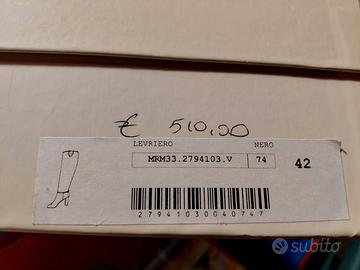 € 510,00
LEVRIERO NERO
MRM33.2794103.V 74 42
27941030040747
subito